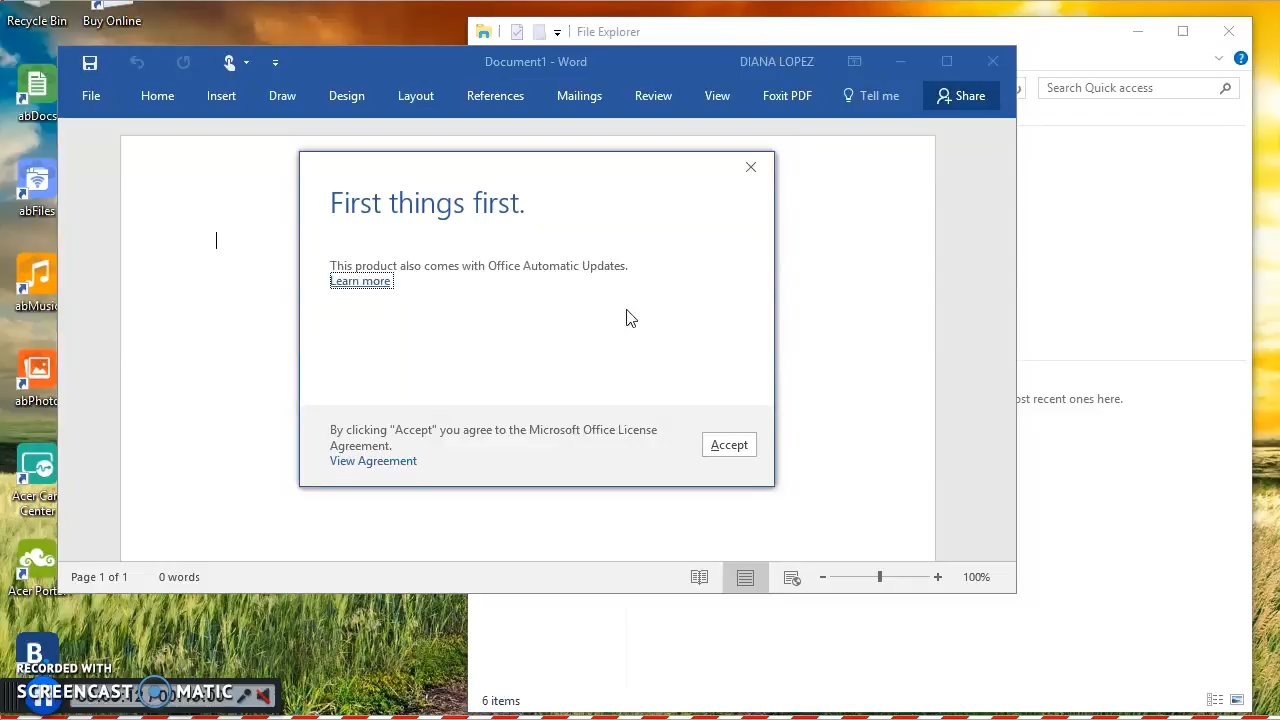 Recycle Bin
Buy Online
File Explorer
Document1 - Word
DIANA LOPEZ
File
Home
Insert
Draw
Design
Layout
References
Mailings
Review
View
Foxit PDF
Tell me
Share
Search Quick access
abDocs
abFiles
abMusic
abPhoto
Acer Car
Center
Acer Porta
First things first.
This product also comes with Office Automatic Updates.
Learn more
By clicking "Accept" you agree to the Microsoft Office License
Agreement.
View Agreement
Accept
ost recent ones here.
Page 1 of 1
0 words
100%
B.
RECORDED WITH
SCREENCAST MATIC
6 items